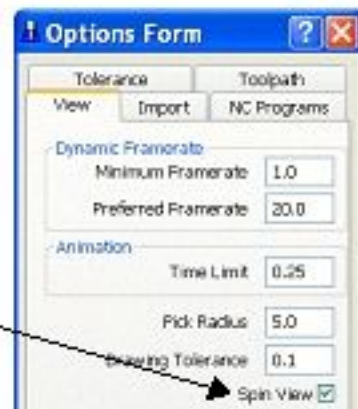 Options Form
Tolerance Toolpath
View Import NC Programs
Dynamic Framerate
Minimum Framerate 1.0
Preferred Framerate 20.0
Animation
Time Limit 0.25
Pick Radius 5.0
Drawing Tolerance 0.1
Spin View